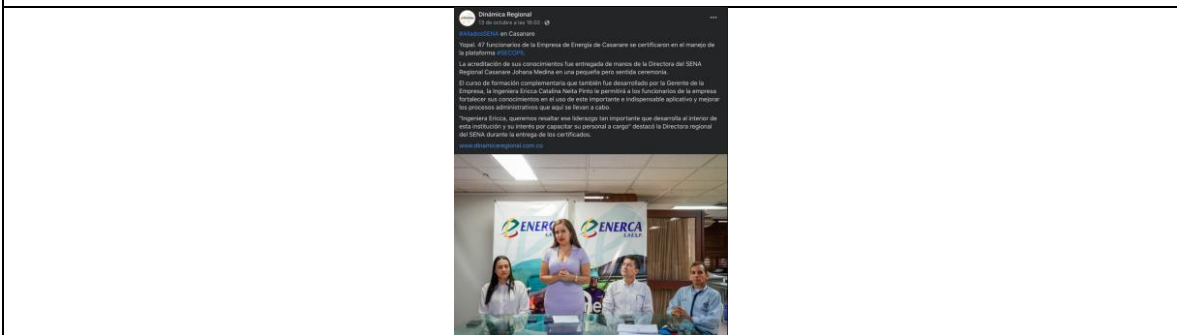 Dinámica Regional
13 de octubre a las 19:03
#AliadosSENA en Casanare
Yopal. 47 funcionarios de la Empresa de Energía de Casanare se certificaron en el manejo de
la plataforma #SECOPII.
La acreditación de sus conocimientos fue entregada de manos de la Directora del SENA
Regional Casanare Johana Medina en una pequeña pero sentida ceremonia.
El curso de formación complementaria que también fue desarrollado por la Gerente de la
Empresa, la Ingeniera Ericca Catalina Neita Pinto le permitirá a los funcionarios de la empresa
fortalecer sus conocimientos en el uso de este importante e indispensable aplicativo y mejorar
los procesos administrativos que aquí se llevan a cabo.
"Ingeniera Ericca, queremos resaltar ese liderazgo tan importante que desarrolla al interior de
esta institución y su interés por capacitar su personal a cargo" destacó la Directora regional
del SENA durante la entrega de los certificados.
www.dinamicaregional.com.co
ENERCA
ENERCA
S.A E.S.P.